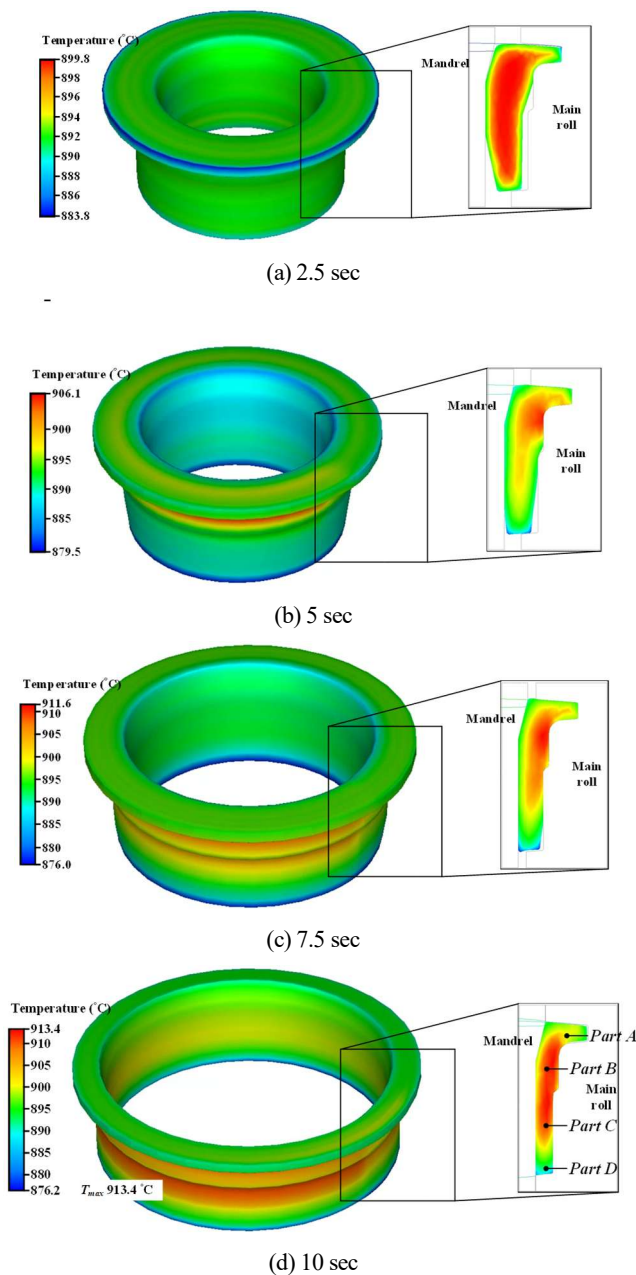 Temperature (°C)
899.8
898
896
894
892
890
888
886
883.8
Mandrel
Main
roll
(a) 2.5 sec
-
Temperature (°C)
906.1
900
895
890
885
879.5
Mandrel
Main
roll
(b) 5 sec
Temperature (°C)
911.6
910
905
900
895
890
885
880
876.0
Mandrel
Main
roll
(c) 7.5 sec
Temperature (°C)
913.4
910
905
900
895
890
885
880
876.2
Tmax 913.4 °C
Mandrel
Part A
Part B
Main
roll
Part C
Part D
(d) 10 sec